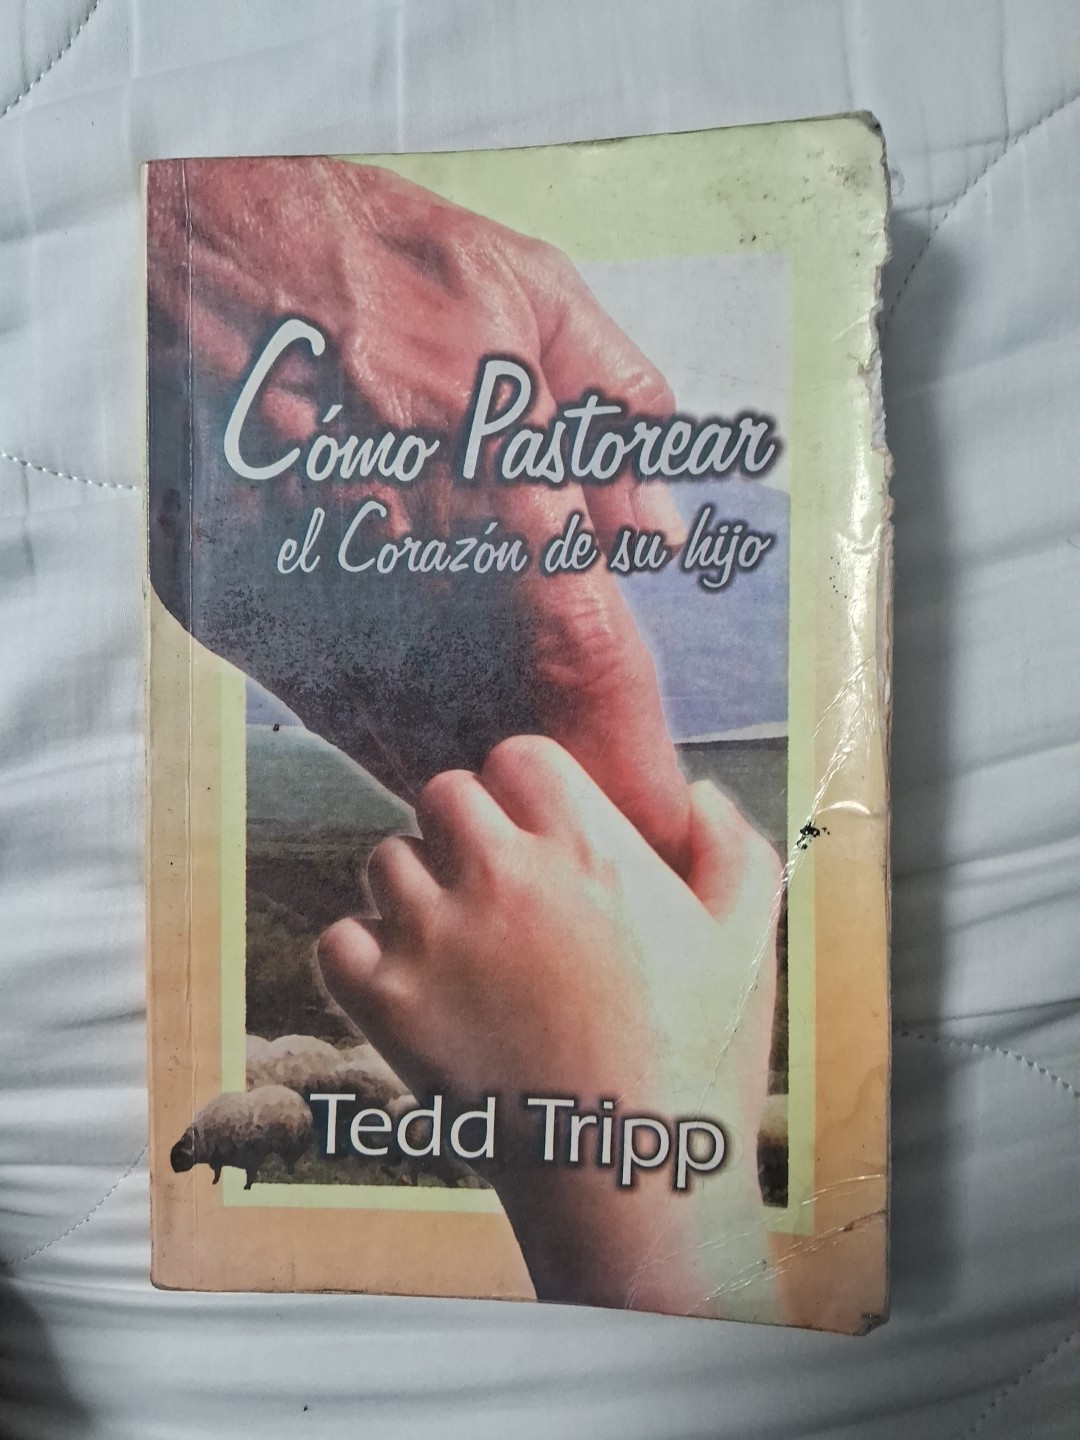 Cómo Pastorear
el Corazón de su hijo
Tedd Tripp